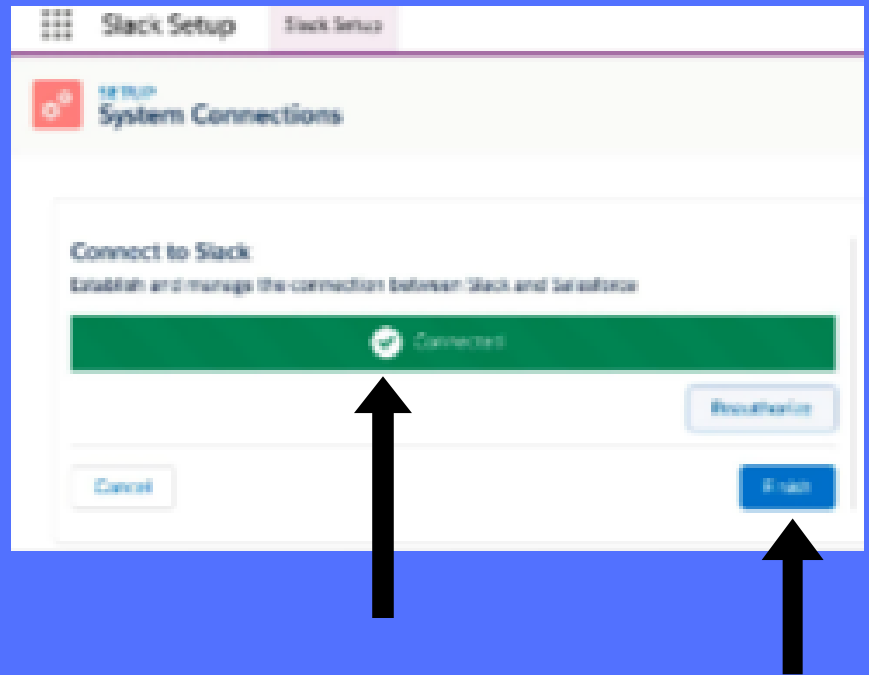 Slack Setup
Slack Setup
SETUP
System Connections
Connect to Slack
Establish and manage the connection between Slack and Salesforce
Connected
Reauthorize
Cancel
Finish